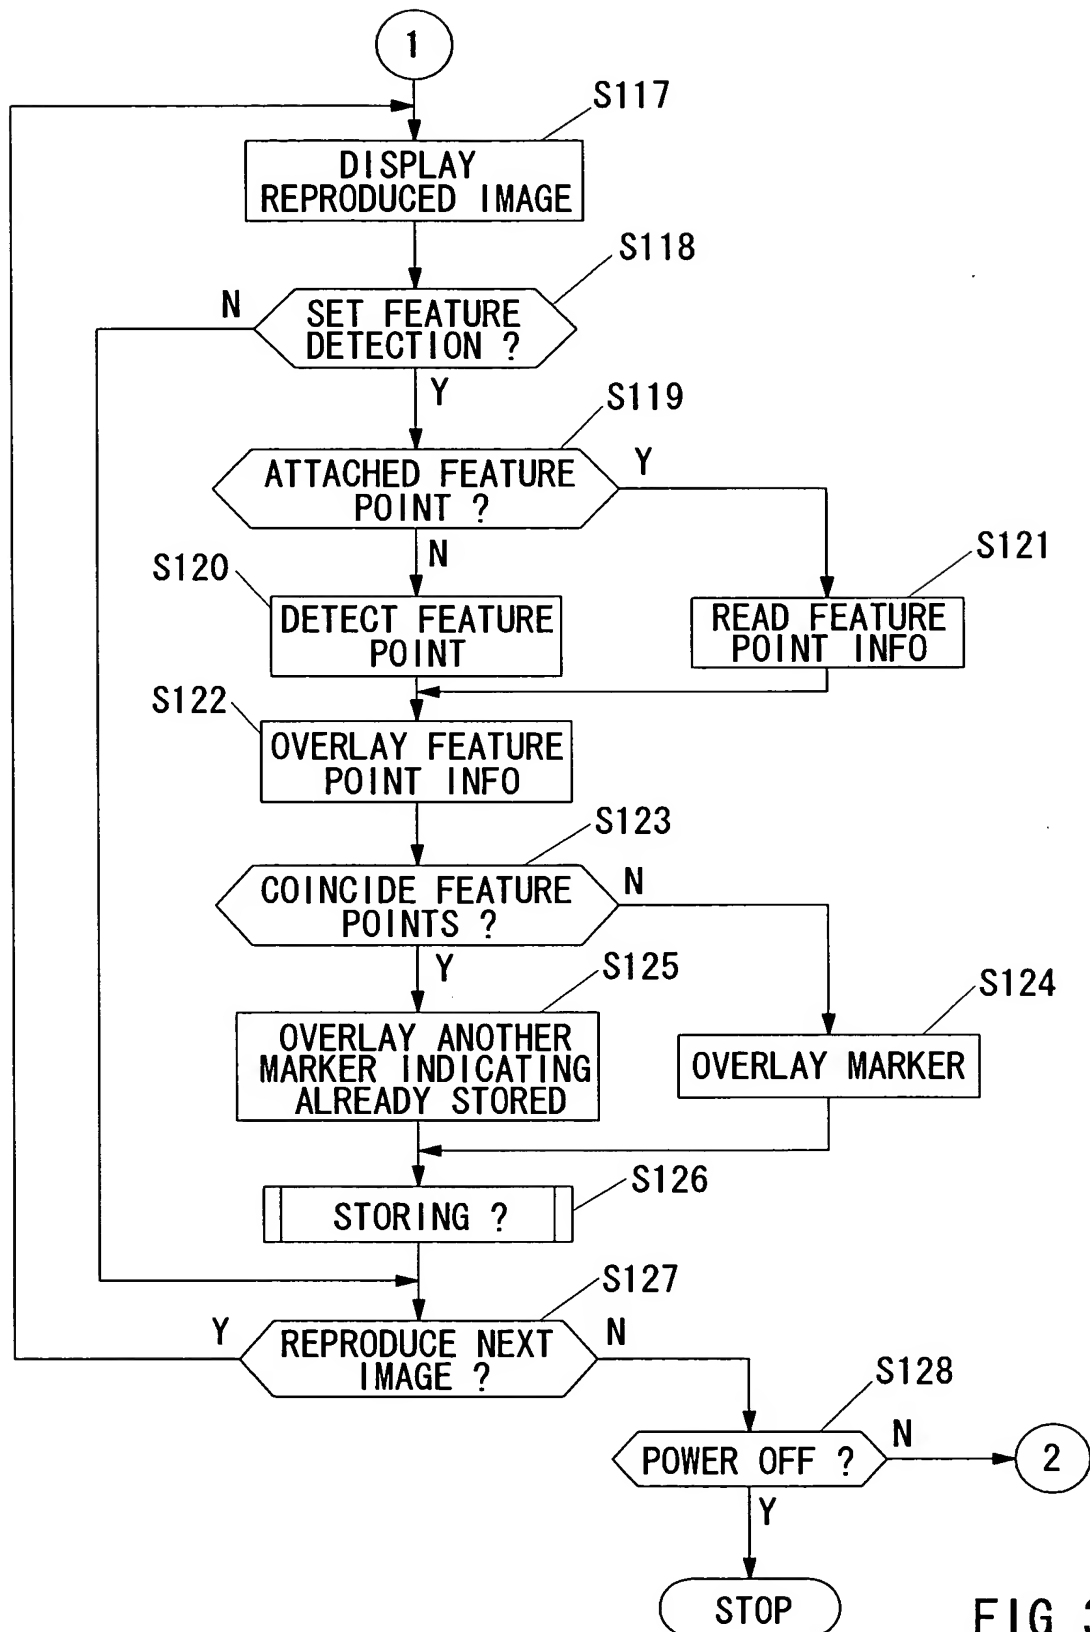 1
S117
DISPLAY
REPRODUCED IMAGE
S118
N
SET FEATURE
DETECTION ?
Y
S119
ATTACHED FEATURE
POINT ?
Y
N
S120
S121
DETECT FEATURE
POINT
READ FEATURE
POINT INFO
S122
OVERLAY FEATURE
POINT INFO
S123
COINCIDE FEATURE
POINTS ?
N
Y
S125
S124
OVERLAY ANOTHER
MARKER INDICATING
ALREADY STORED
OVERLAY MARKER
S126
STORING ?
S127
Y
REPRODUCE NEXT
IMAGE ?
N
S128
POWER OFF ?
N
2
Y
STOP
FIG